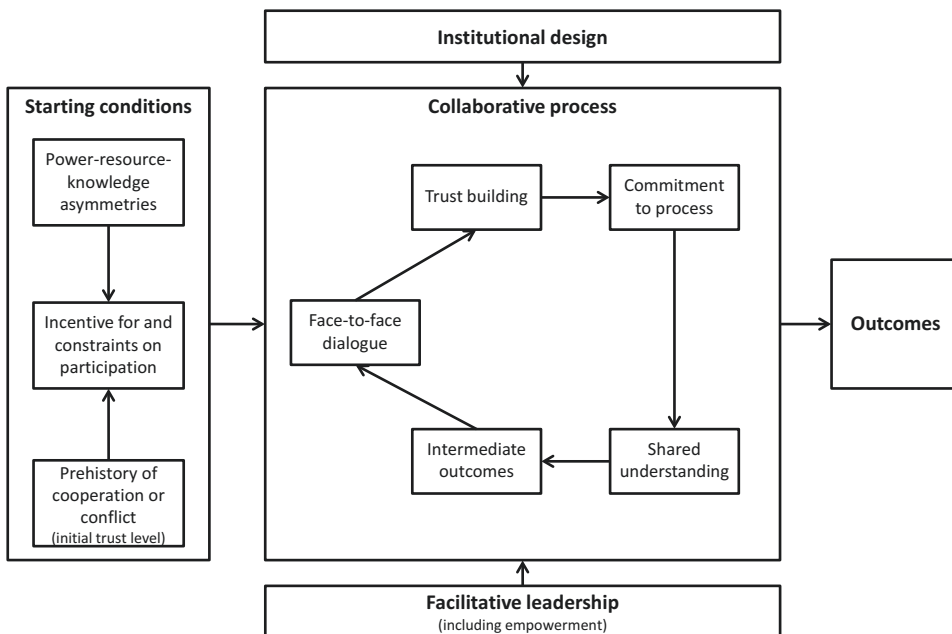 Institutional design
Starting conditions
Power-resource-
knowledge
asymmetries
Incentive for and
constraints on
participation
Prehistory of
cooperation or
conflict
(initial trust level)
Collaborative process
Trust building
Commitment
to process
Face-to-face
dialogue
Intermediate
outcomes
Shared
understanding
Outcomes
Facilitative leadership
(including empowerment)